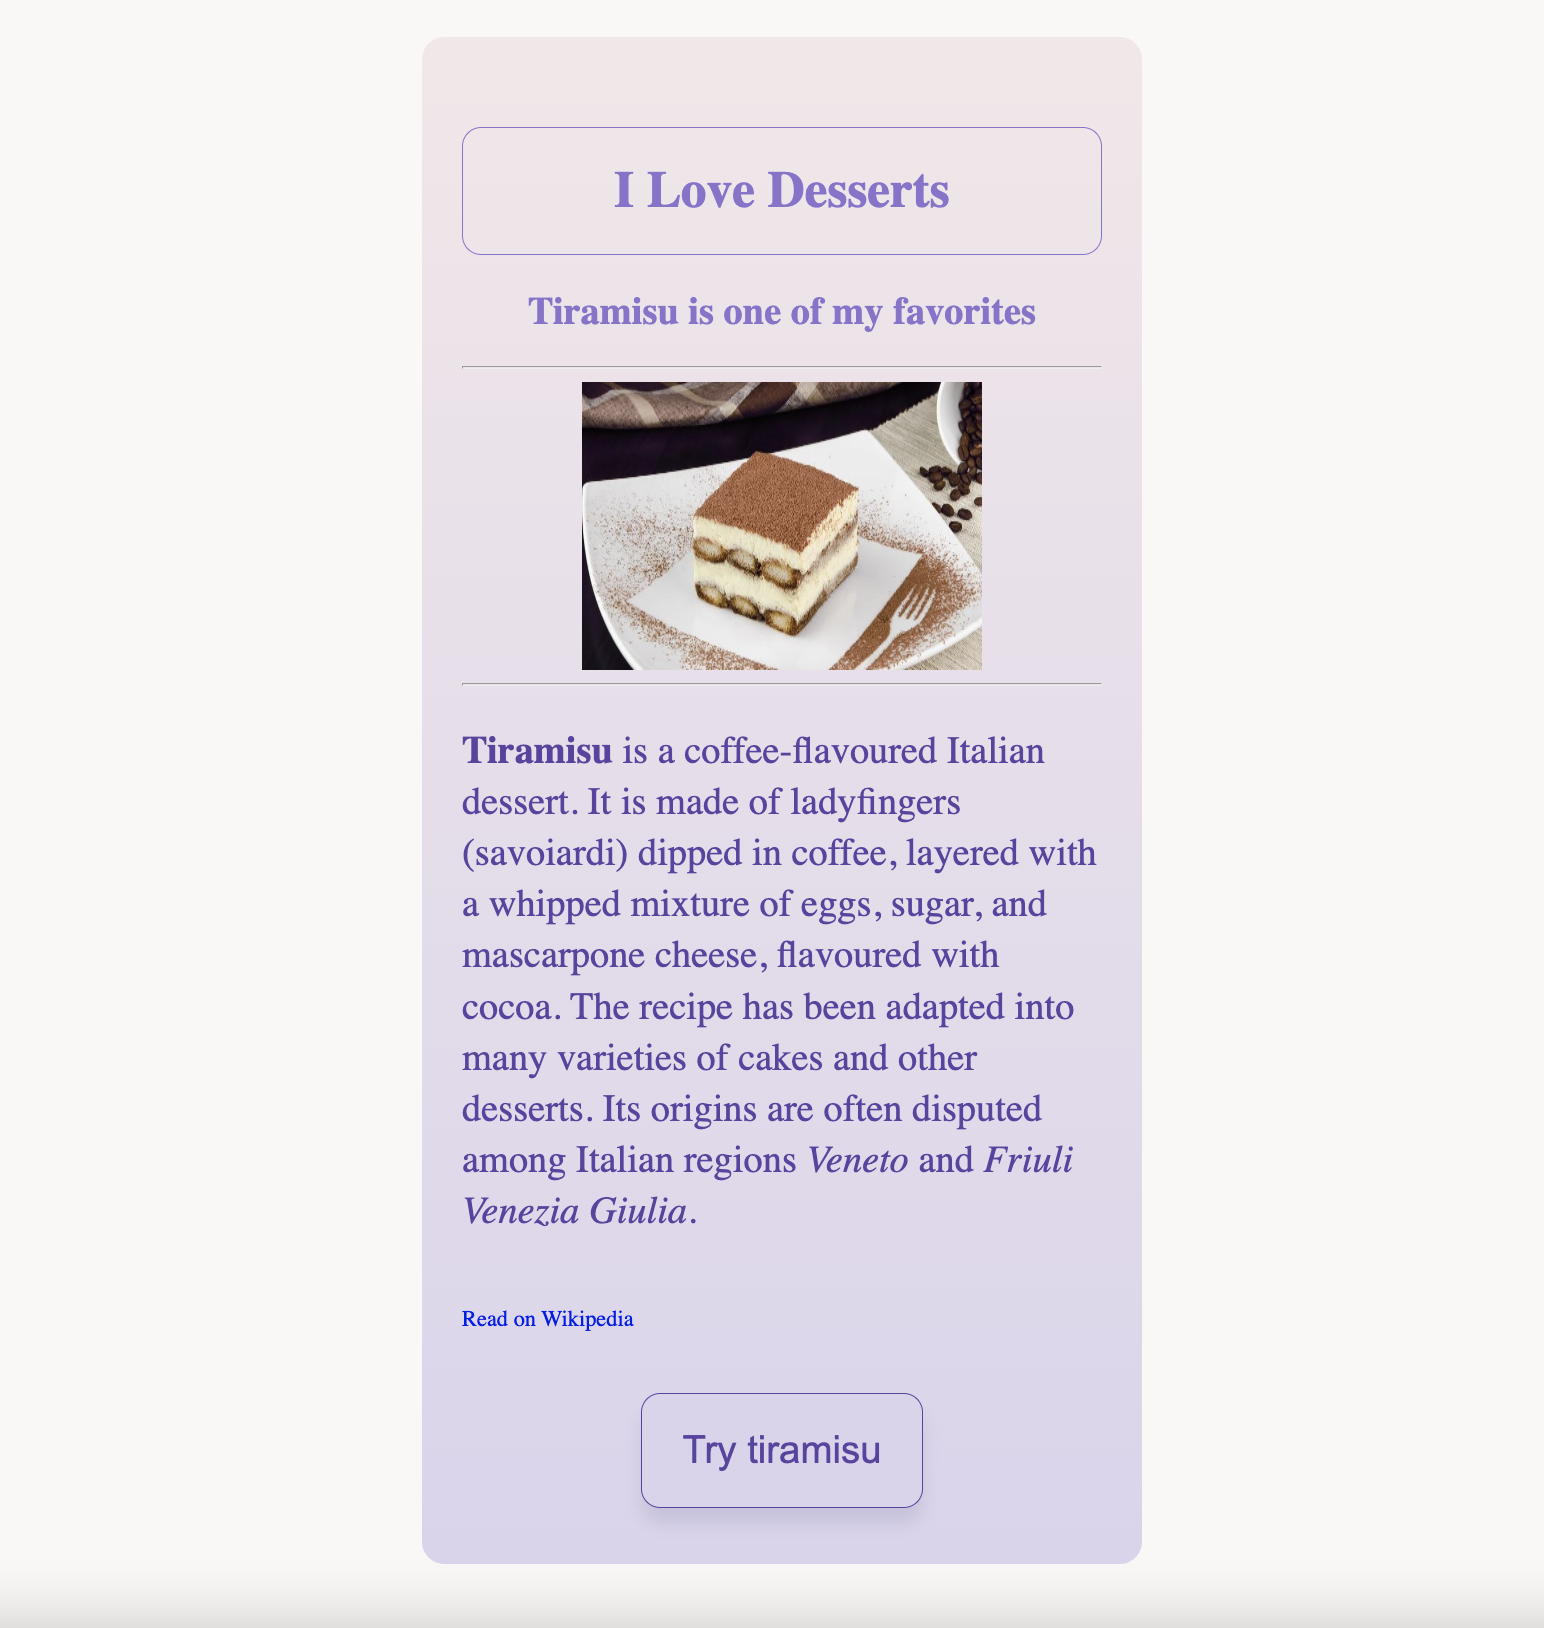 I Love Desserts
Tiramisu is one of my favorites
Tiramisu is a coffee-flavoured Italian
dessert. It is made of ladyfingers
(savoiardi) dipped in coffee, layered with
a whipped mixture of eggs, sugar, and
mascarpone cheese, flavoured with
cocoa. The recipe has been adapted into
many varieties of cakes and other
desserts. Its origins are often disputed
among Italian regions Veneto and Friuli
Venezia Giulia.
Read on Wikipedia
Try tiramisu